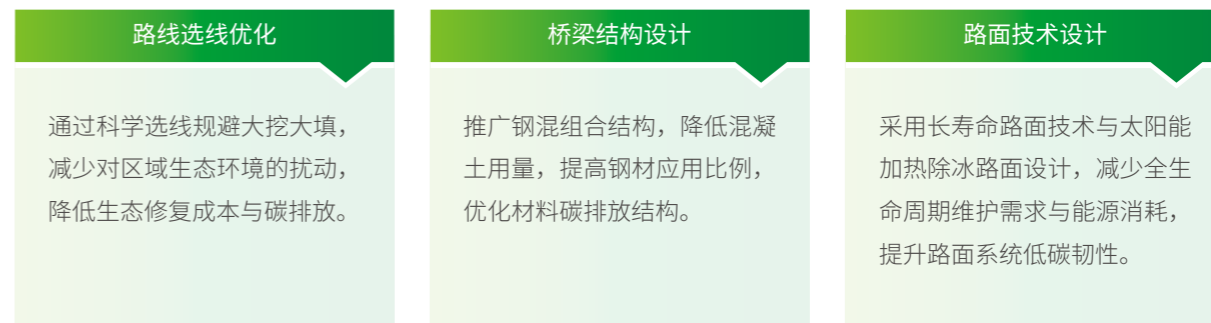 路线选线优化
通过科学选线规避大挖大填，
减少对区域生态环境的扰动，
降低生态修复成本与碳排放。
桥梁结构设计
推广钢混组合结构，降低混凝
土用量，提高钢材应用比例，
优化材料碳排放结构。
路面技术设计
采用长寿命路面技术与太阳能
加热除冰路面设计，减少全生
命周期维护需求与能源消耗，
提升路面系统低碳韧性。